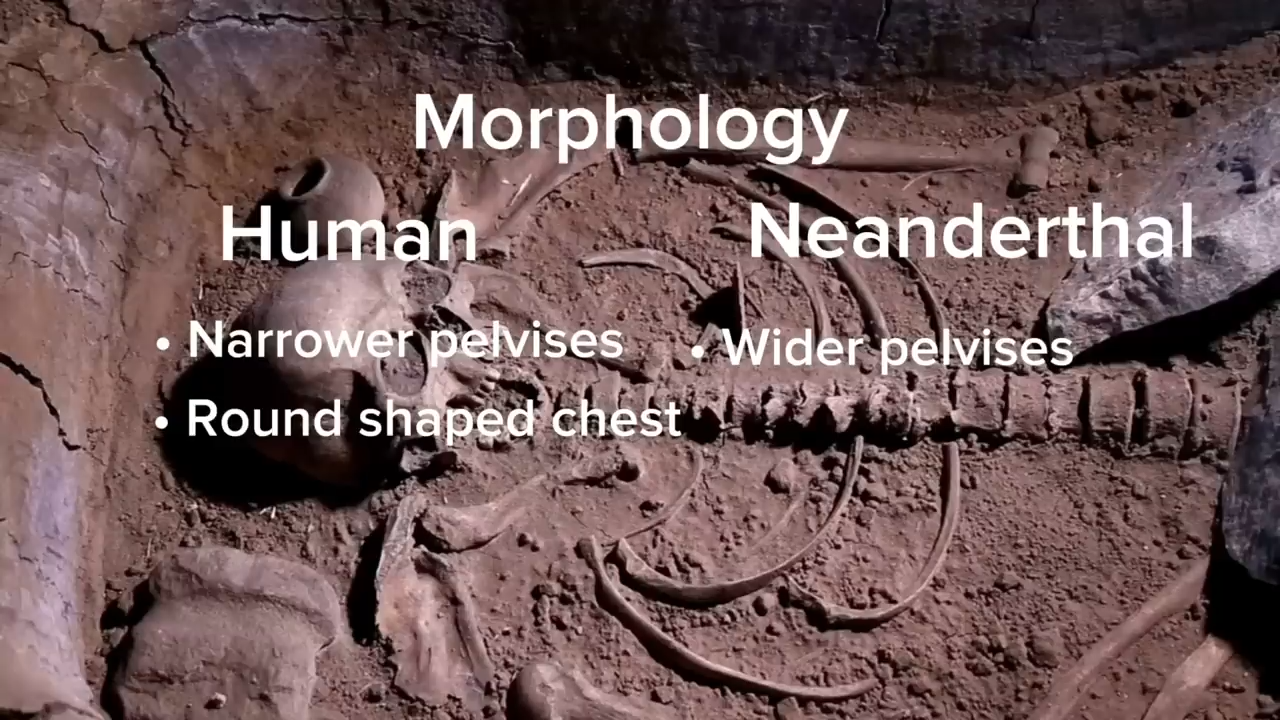 Morphology
Human
Neanderthal
• Narrower pelvises
• Wider pelvises
• Round shaped chest